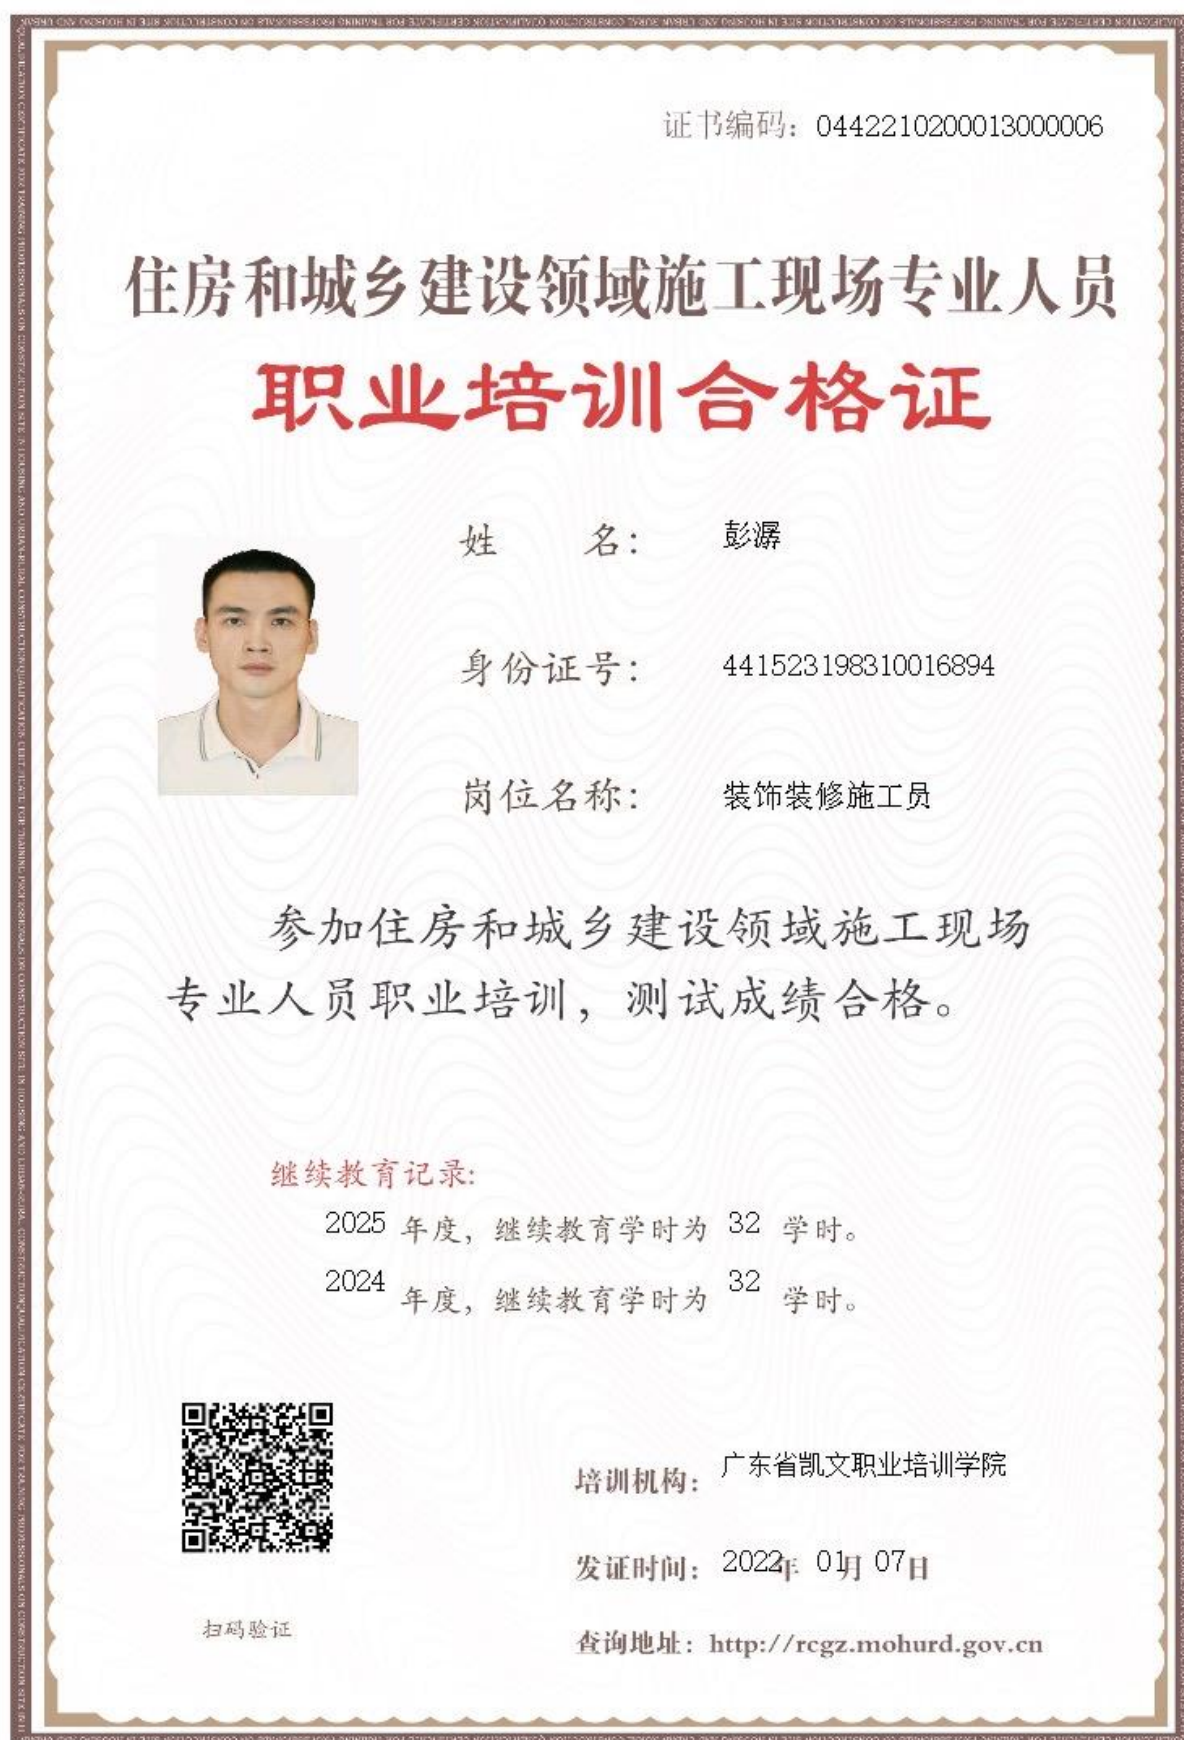 证书编码：0442210200013000006
住房和城乡建设领域施工现场专业人员
职业培训合格证
姓 名： 彭潺
身份证号： 441523198310016894
岗位名称： 装饰装修施工员
参加住房和城乡建设领域施工现场
专业人员职业培训，测试成绩合格。
继续教育记录:
2025 年度，继续教育学时为 32 学时。
2024 年度，继续教育学时为 32 学时。
培训机构： 广东省凯文职业培训学院
发证时间： 2022年 01月 07日
扫码验证
查询地址：http://rcgz.mohurd.gov.cn